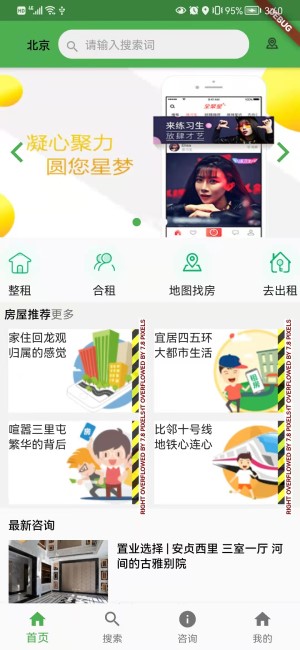 HD 4G 95% 3:40
DEBUG
北京
请输入搜索词
凝心聚力
圆您星梦
来练习生
放肆才艺
整租
合租
地图找房
去出租
房屋推荐更多
家住回龙观
归属的感觉
RIGHT OVERFLOWED BY 7.8 PIXELS
宜居四五环
大都市生活
RIGHT OVERFLOWED BY 7.8 PIXELS
喧嚣三里屯
繁华的背后
RIGHT OVERFLOWED BY 7.8 PIXELS
比邻十号线
地铁心连心
RIGHT OVERFLOWED BY 7.8 PIXELS
最新咨询
置业选择 | 安贞西里 三室一厅 河
间的古雅别院
首页
搜索
咨询
我的